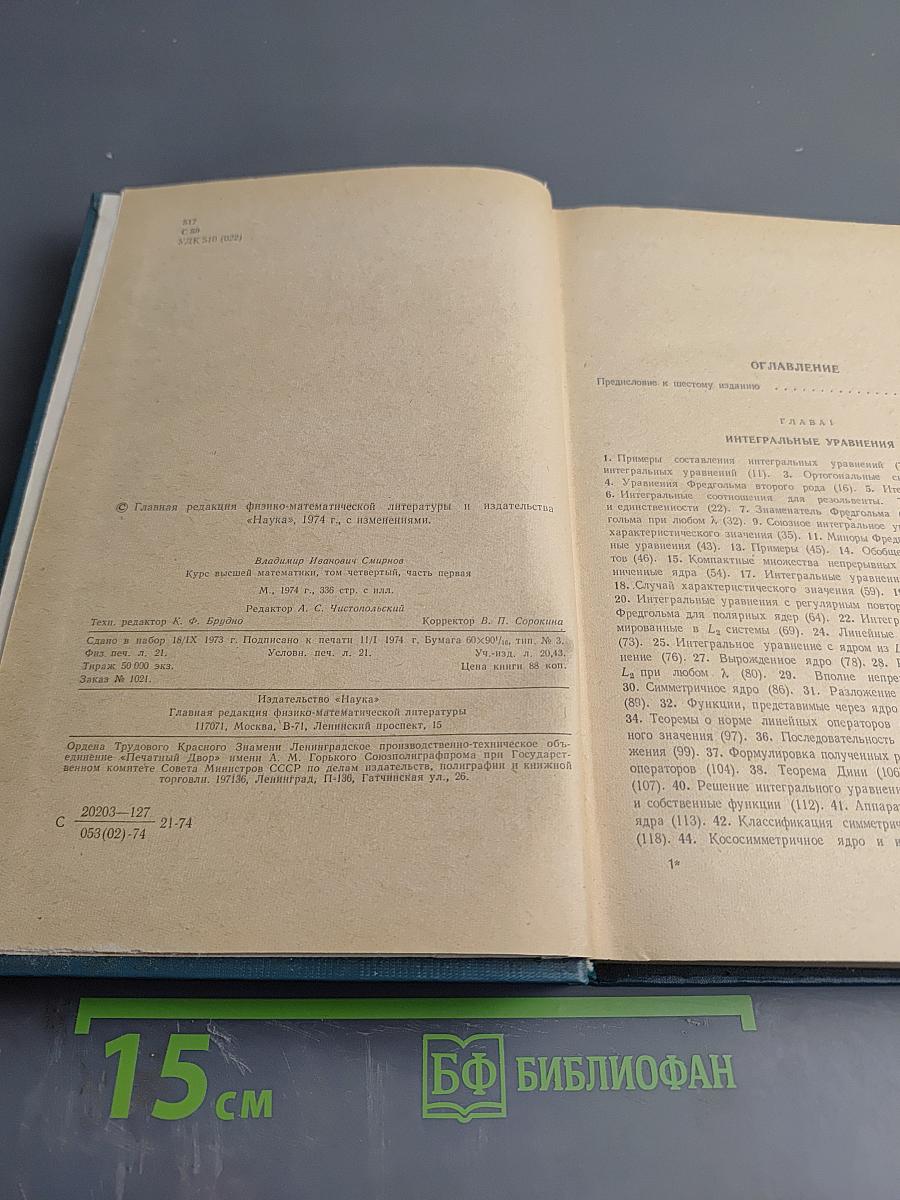 517
С 50
УДК 510 (022)
© Главная редакция физико-математической литературы и издательства
«Наука», 1974 г., с изменениями.
Владимир Иванович Смирнов
Курс высшей математики, том четвертый, часть первая
М., 1974 г., 336 стр. с илл.
Редактор А. С. Чистопольский
Техн. редактор К. Ф. Брудно Корректор В. П. Сорокина
Сдано в набор 18/IX 1973 г. Подписано к печати 11/I 1974 г. Бумага 60×90¹/₁₆, тип. № 3.
Физ. печ. л. 21. Условн. печ. л. 21. Уч.-изд. л. 20,43.
Тираж 50 000 экз. Цена книги 88 коп.
Заказ № 1021.
Издательство «Наука»
Главная редакция физико-математической литературы
117071, Москва, В-71, Ленинский проспект, 15
Ордена Трудового Красного Знамени Ленинградское производственно-техническое объ-
единение «Печатный Двор» имени А. М. Горького Союзполиграфпрома при Государст-
венном комитете Совета Министров СССР по делам издательств, полиграфии и книжной
торговли. 197136, Ленинград, П-136, Гатчинская ул., 26.
С 20203—127
053(02)-74 21-74
ОГЛАВЛЕНИЕ
Предисловие к шестому изданию . . . . . . . . . . . . .
ГЛАВА I
ИНТЕГРАЛЬНЫЕ УРАВНЕНИЯ
1. Примеры составления интегральных уравнений
интегральных уравнений (11). 3. Ортогональные
4. Уравнения Фредгольма второго рода (16). 5.
6. Интегральные соотношения для резольвенты.
и единственности (22). 7. Знаменатель Фредгольма
гольма при любом λ (32). 9. Союзное интегральное
характеристического значения (35). 11. Миноры
ные уравнения (43). 13. Примеры (45). 14.
тов (46). 15. Компактные множества непрерывных
ниченные ядра (54). 17. Интегральные
18. Случай характеристического значения (59).
20. Интегральные уравнения с регулярным
Фредгольма для полярных ядер (64). 22.
мированные в L₂ системы (69). 24. Линейные
(73). 25. Интегральное уравнение с ядром из
нение (76). 27. Вырожденное ядро (78). 28.
L₂ при любом λ (80). 29. Вполне
30. Симметричное ядро (86). 31. Разложение
(89). 32. Функции, представимые через ядро
34. Теоремы о норме линейных операторов
ного значения (97). 36. Последовательность
жения (99). 37. Формулировка полученных
операторов (104). 38. Теорема Дини (106
(107). 40. Решение интегрального
и собственные функции (112). 41.
ядра (113). 42. Классификация
(118). 44. Кососимметричное ядро и
1*
15 см
БФ БИБЛИОФАН